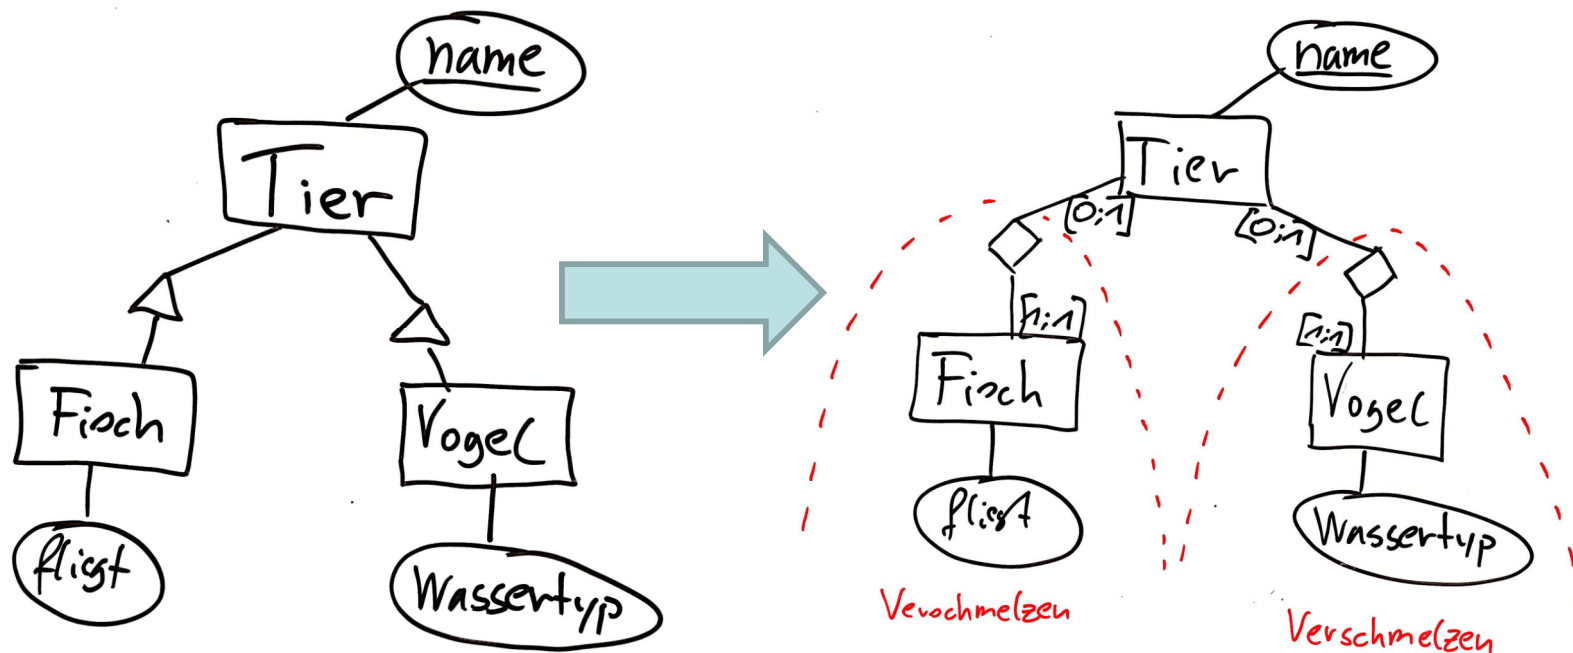 name
Tier
Fisch
Vogel
fliegt
Wassertyp
name
Tier
[0;1]
[0;1]
[1;1]
[1;1]
Fisch
Vogel
fliegt
Wassertyp
Verschmelzen
Verschmelzen